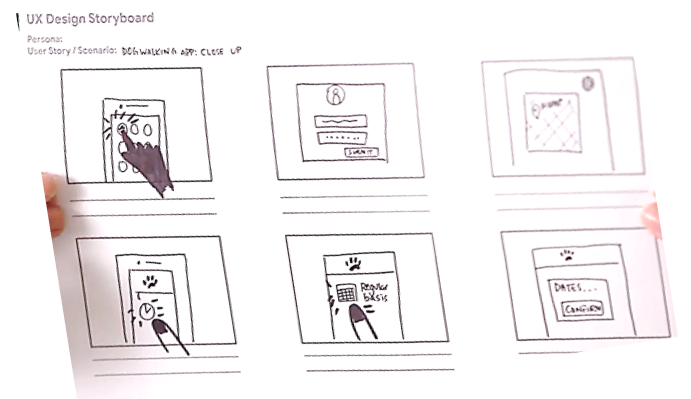 UX Design Storyboard
Persona:
User Story / Scenario: DOG WALKING APP: CLOSE UP
SUBMIT
Regular
basis
DATES...
CONFIRM